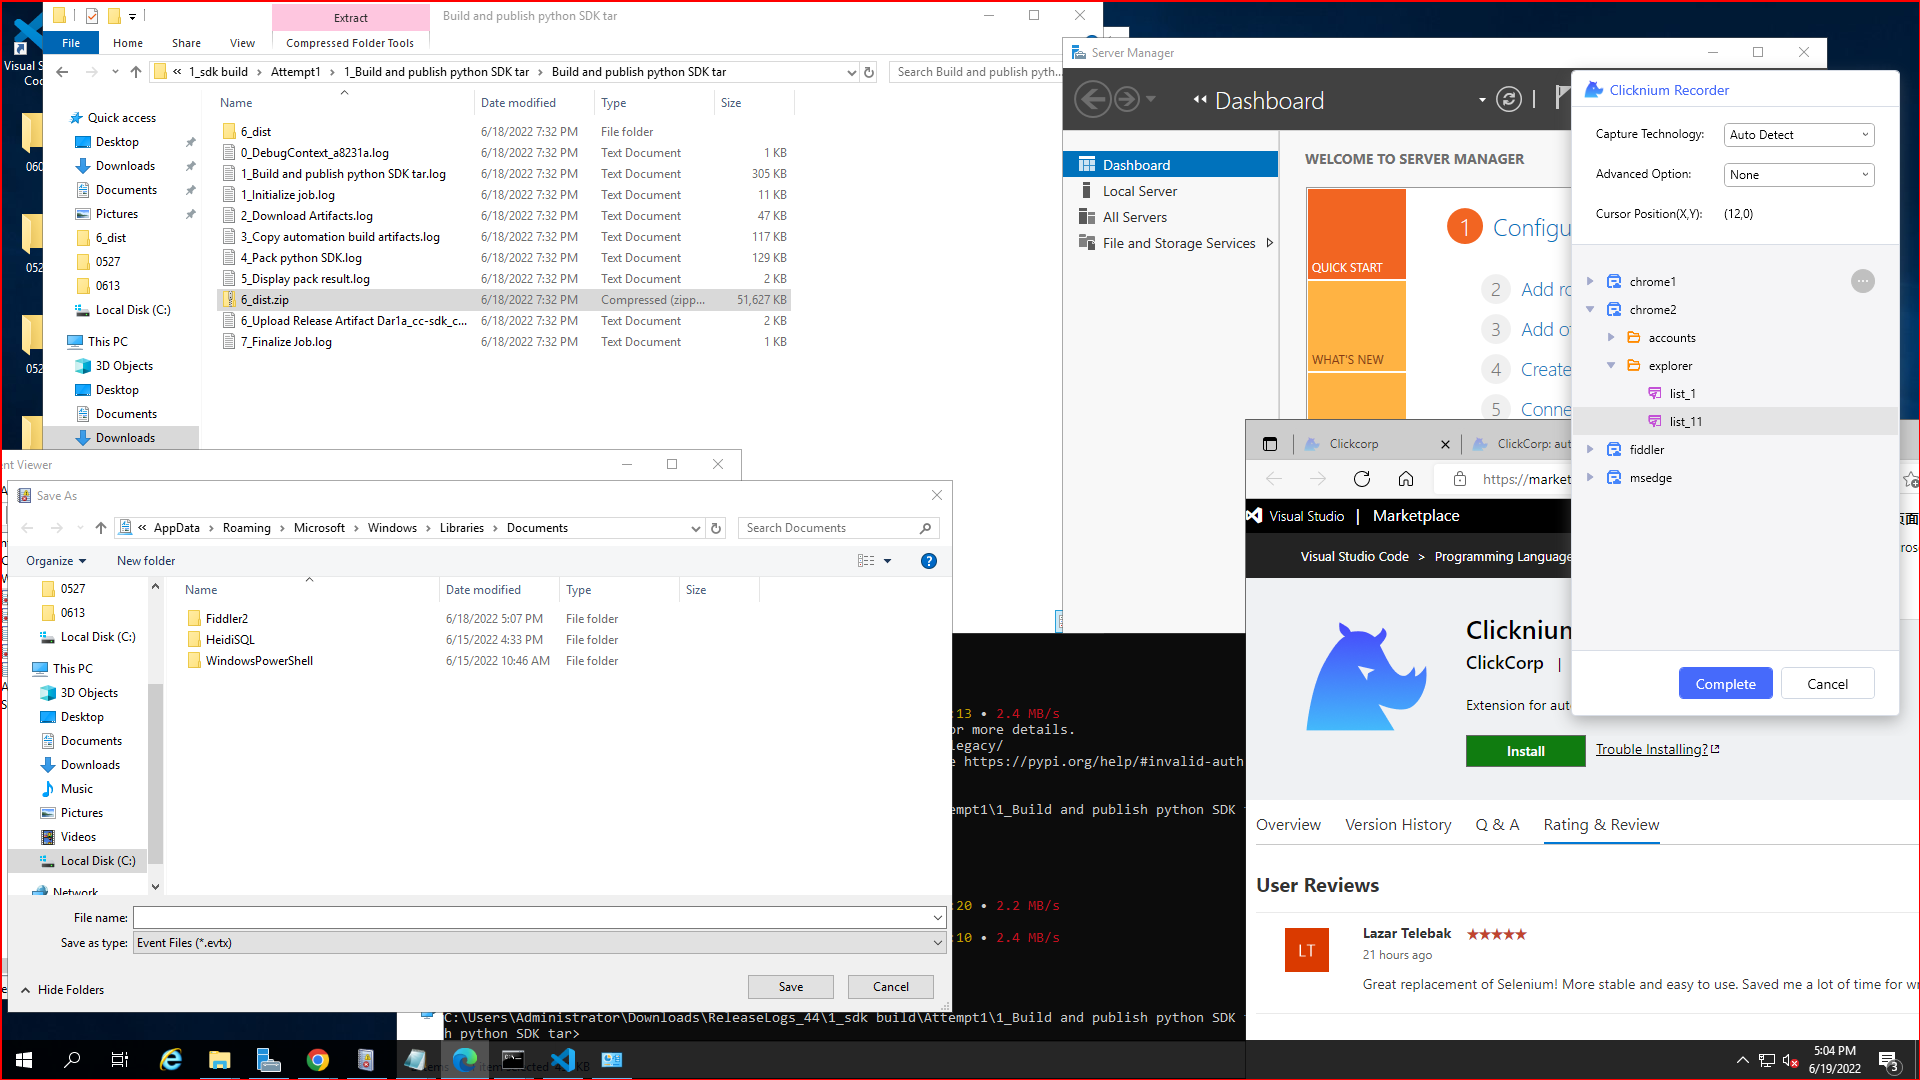 Visual S
Coc
060
052
052
File
Home
Share
View
Extract
Compressed Folder Tools
Build and publish python SDK tar
« 1_sdk build > Attempt1 > 1_Build and publish python SDK tar > Build and publish python SDK tar
Search Build and publish pyth...
Quick access
Desktop
Downloads
Documents
Pictures
6_dist
0527
0613
Local Disk (C:)
This PC
3D Objects
Desktop
Documents
Downloads
Name Date modified Type Size
6_dist 6/18/2022 7:32 PM File folder
0_DebugContext_a8231a.log 6/18/2022 7:32 PM Text Document 1 KB
1_Build and publish python SDK tar.log 6/18/2022 7:32 PM Text Document 305 KB
1_Initialize job.log 6/18/2022 7:32 PM Text Document 11 KB
2_Download Artifacts.log 6/18/2022 7:32 PM Text Document 47 KB
3_Copy automation build artifacts.log 6/18/2022 7:32 PM Text Document 117 KB
4_Pack python SDK.log 6/18/2022 7:32 PM Text Document 129 KB
5_Display pack result.log 6/18/2022 7:32 PM Text Document 2 KB
6_dist.zip 6/18/2022 7:32 PM Compressed (zipp... 51,627 KB
6_Upload Release Artifact Dar1a_cc-sdk_c... 6/18/2022 7:32 PM Text Document 2 KB
7_Finalize Job.log 6/18/2022 7:32 PM Text Document 1 KB
nt Viewer
Save As
« AppData > Roaming > Microsoft > Windows > Libraries > Documents
Search Documents
Organize
New folder
0527
0613
Local Disk (C:)
This PC
3D Objects
Desktop
Documents
Downloads
Music
Pictures
Videos
Local Disk (C:)
Network
Name Date modified Type Size
Fiddler2 6/18/2022 5:07 PM File folder
HeidiSQL 6/15/2022 4:33 PM File folder
WindowsPowerShell 6/15/2022 10:46 AM File folder
File name:
Save as type: Event Files (*.evtx)
Hide Folders
Save
Cancel
:13 • 2.4 MB/s
or more details.
legacy/
e https://pypi.org/help/#invalid-auth
empt1\1_Build and publish python SDK t
:20 • 2.2 MB/s
:10 • 2.4 MB/s
C:\Users\Administrator\Downloads\ReleaseLogs_44\1_sdk build\Attempt1\1_Build and publish python SDK t
h python SDK tar>
Server Manager
Dashboard
Dashboard
Local Server
All Servers
File and Storage Services
WELCOME TO SERVER MANAGER
QUICK START
WHAT'S NEW
1 Configu
2 Add ro
3 Add ot
4 Create
5 Conne
Clicknium Recorder
Capture Technology: Auto Detect
Advanced Option: None
Cursor Position(X,Y): (12,0)
chrome1
chrome2
accounts
explorer
list_1
list_11
fiddler
msedge
Complete
Cancel
Clickcorp
ClickCorp: aut
https://market
Visual Studio | Marketplace
Visual Studio Code > Programming Language
Clicknium
ClickCorp |
Extension for aut
Install
Trouble Installing?
Overview
Version History
Q & A
Rating & Review
User Reviews
LT
Lazar Telebak ★★★★★
21 hours ago
Great replacement of Selenium! More stable and easy to use. Saved me a lot of time for wr
页面
rose
5:04 PM
6/19/2022
3